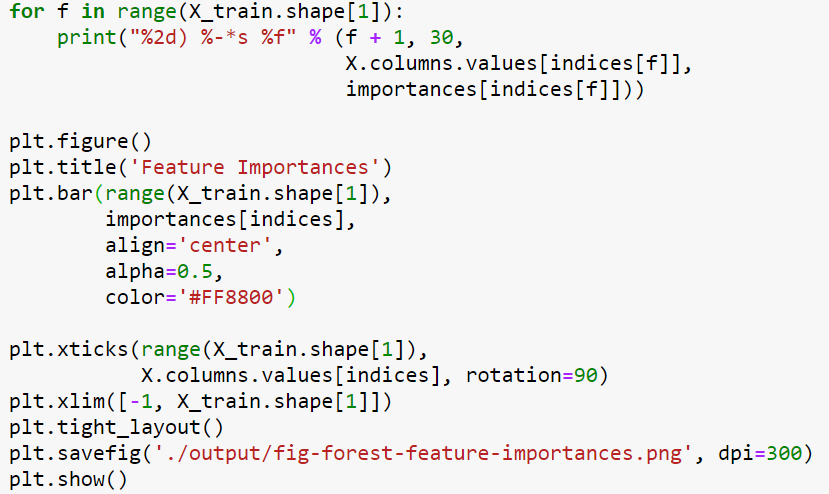 for f in range(X_train.shape[1]):
    print("%2d) %-*s %f" % (f + 1, 30,
                            X.columns.values[indices[f]],
                            importances[indices[f]]))

plt.figure()
plt.title('Feature Importances')
plt.bar(range(X_train.shape[1]),
        importances[indices],
        align='center',
        alpha=0.5,
        color='#FF8800')

plt.xticks(range(X_train.shape[1]),
           X.columns.values[indices], rotation=90)
plt.xlim([-1, X_train.shape[1]])
plt.tight_layout()
plt.savefig('./output/fig-forest-feature-importances.png', dpi=300)
plt.show()